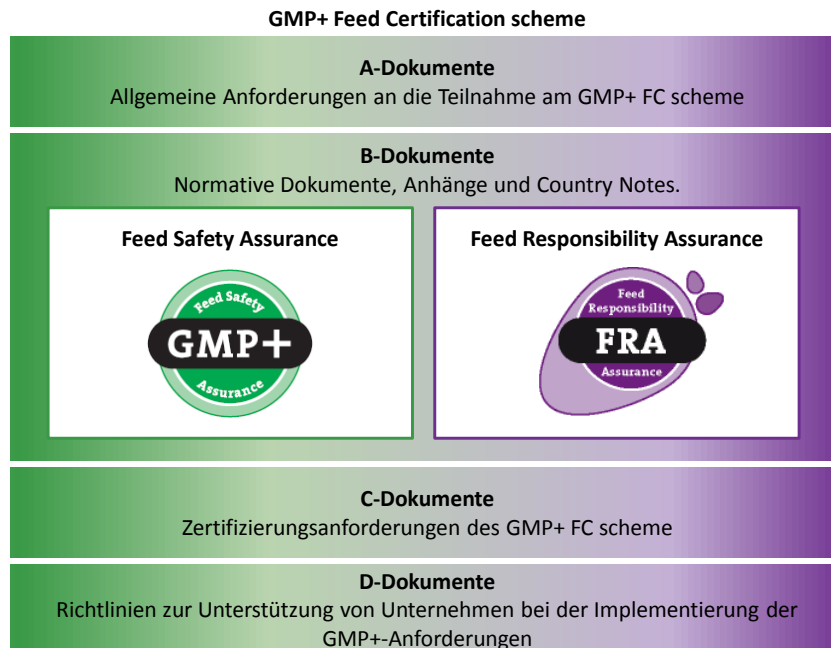 GMP+ Feed Certification scheme
A-Dokumente
Allgemeine Anforderungen an die Teilnahme am GMP+ FC scheme
B-Dokumente
Normative Dokumente, Anhänge und Country Notes.
Feed Safety Assurance
Feed Safety
GMP+
Assurance
Feed Responsibility Assurance
Feed
Responsibility
FRA
Assurance
C-Dokumente
Zertifizierungsanforderungen des GMP+ FC scheme
D-Dokumente
Richtlinien zur Unterstützung von Unternehmen bei der Implementierung der
GMP+-Anforderungen